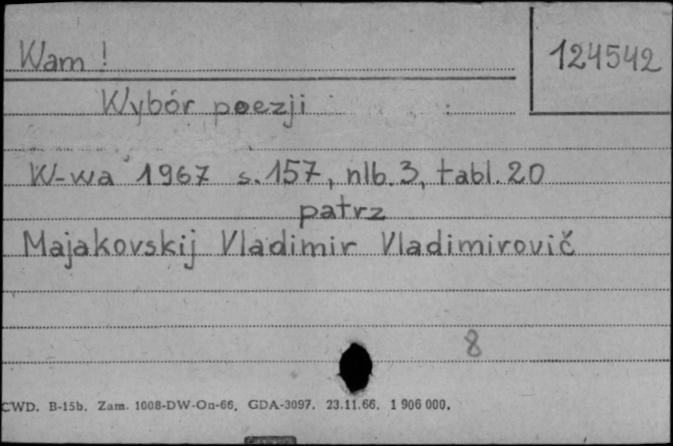 Wam!
124542
Wybór poezji
W-wa 1967 s. 157, nlb. 3, tabl. 20
patrz
Majakovskij Vladimir Vladimirovič
8
CWD. B-15b. Zam. 1008-DW-On-66. GDA-3097. 23.11.66. 1 906 000.